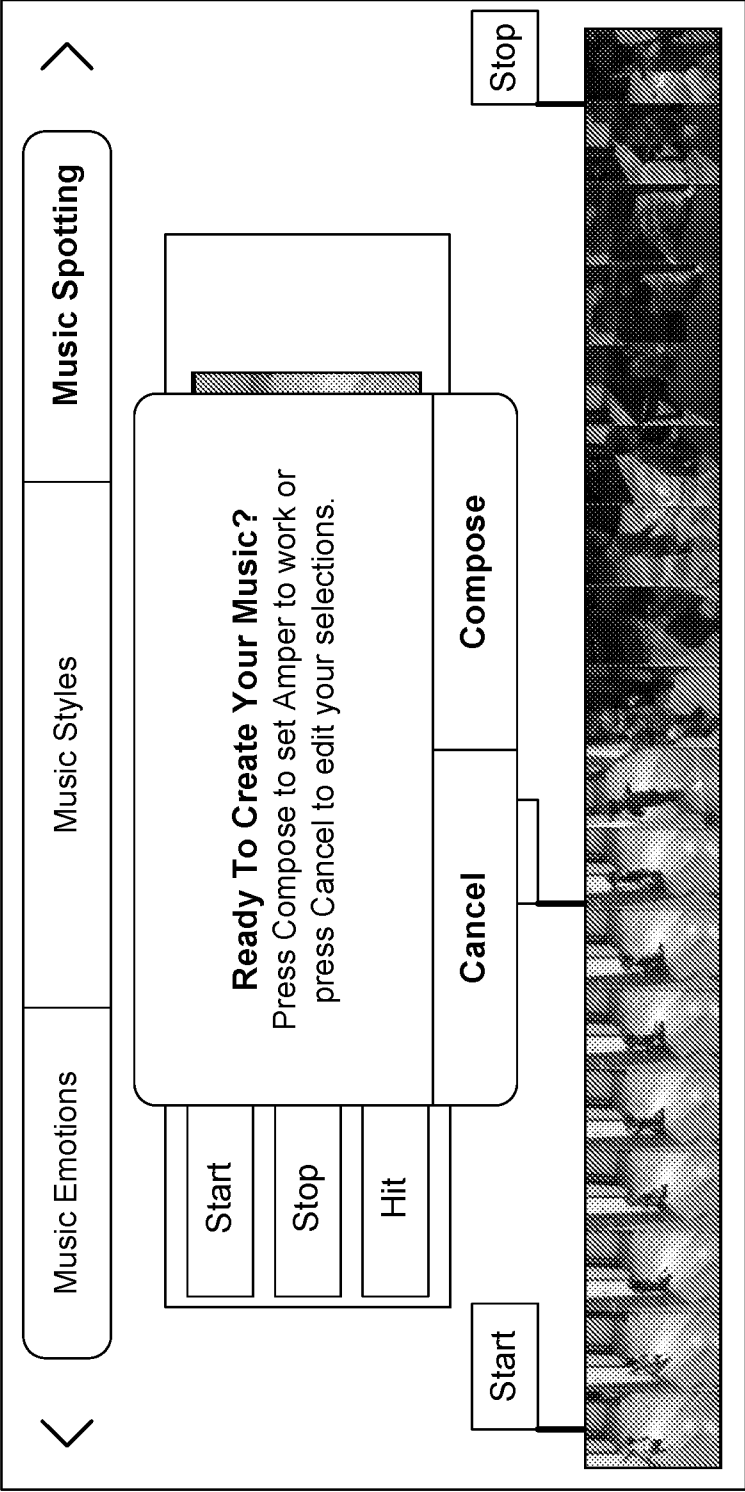 Music Emotions
Music Styles
Music Spotting
Ready To Create Your Music?
Press Compose to set Amper to work or
press Cancel to edit your selections.
Cancel
Compose
Start
Stop
Hit
Start
Stop